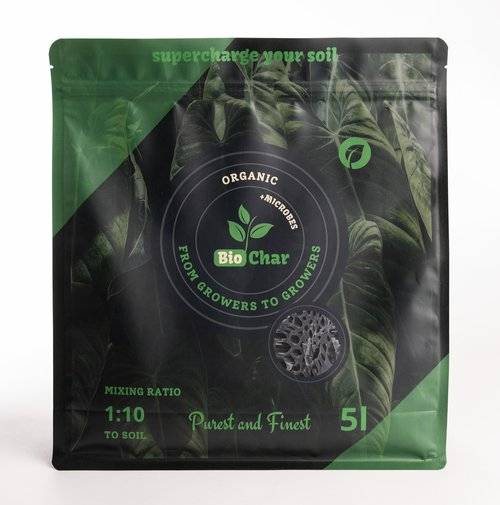 supercharge your soil
ORGANIC
+MICROBES
Bio Char
FROM GROWERS TO GROWERS
MIXING RATIO
1:10
TO SOIL
Purest and Finest
5l